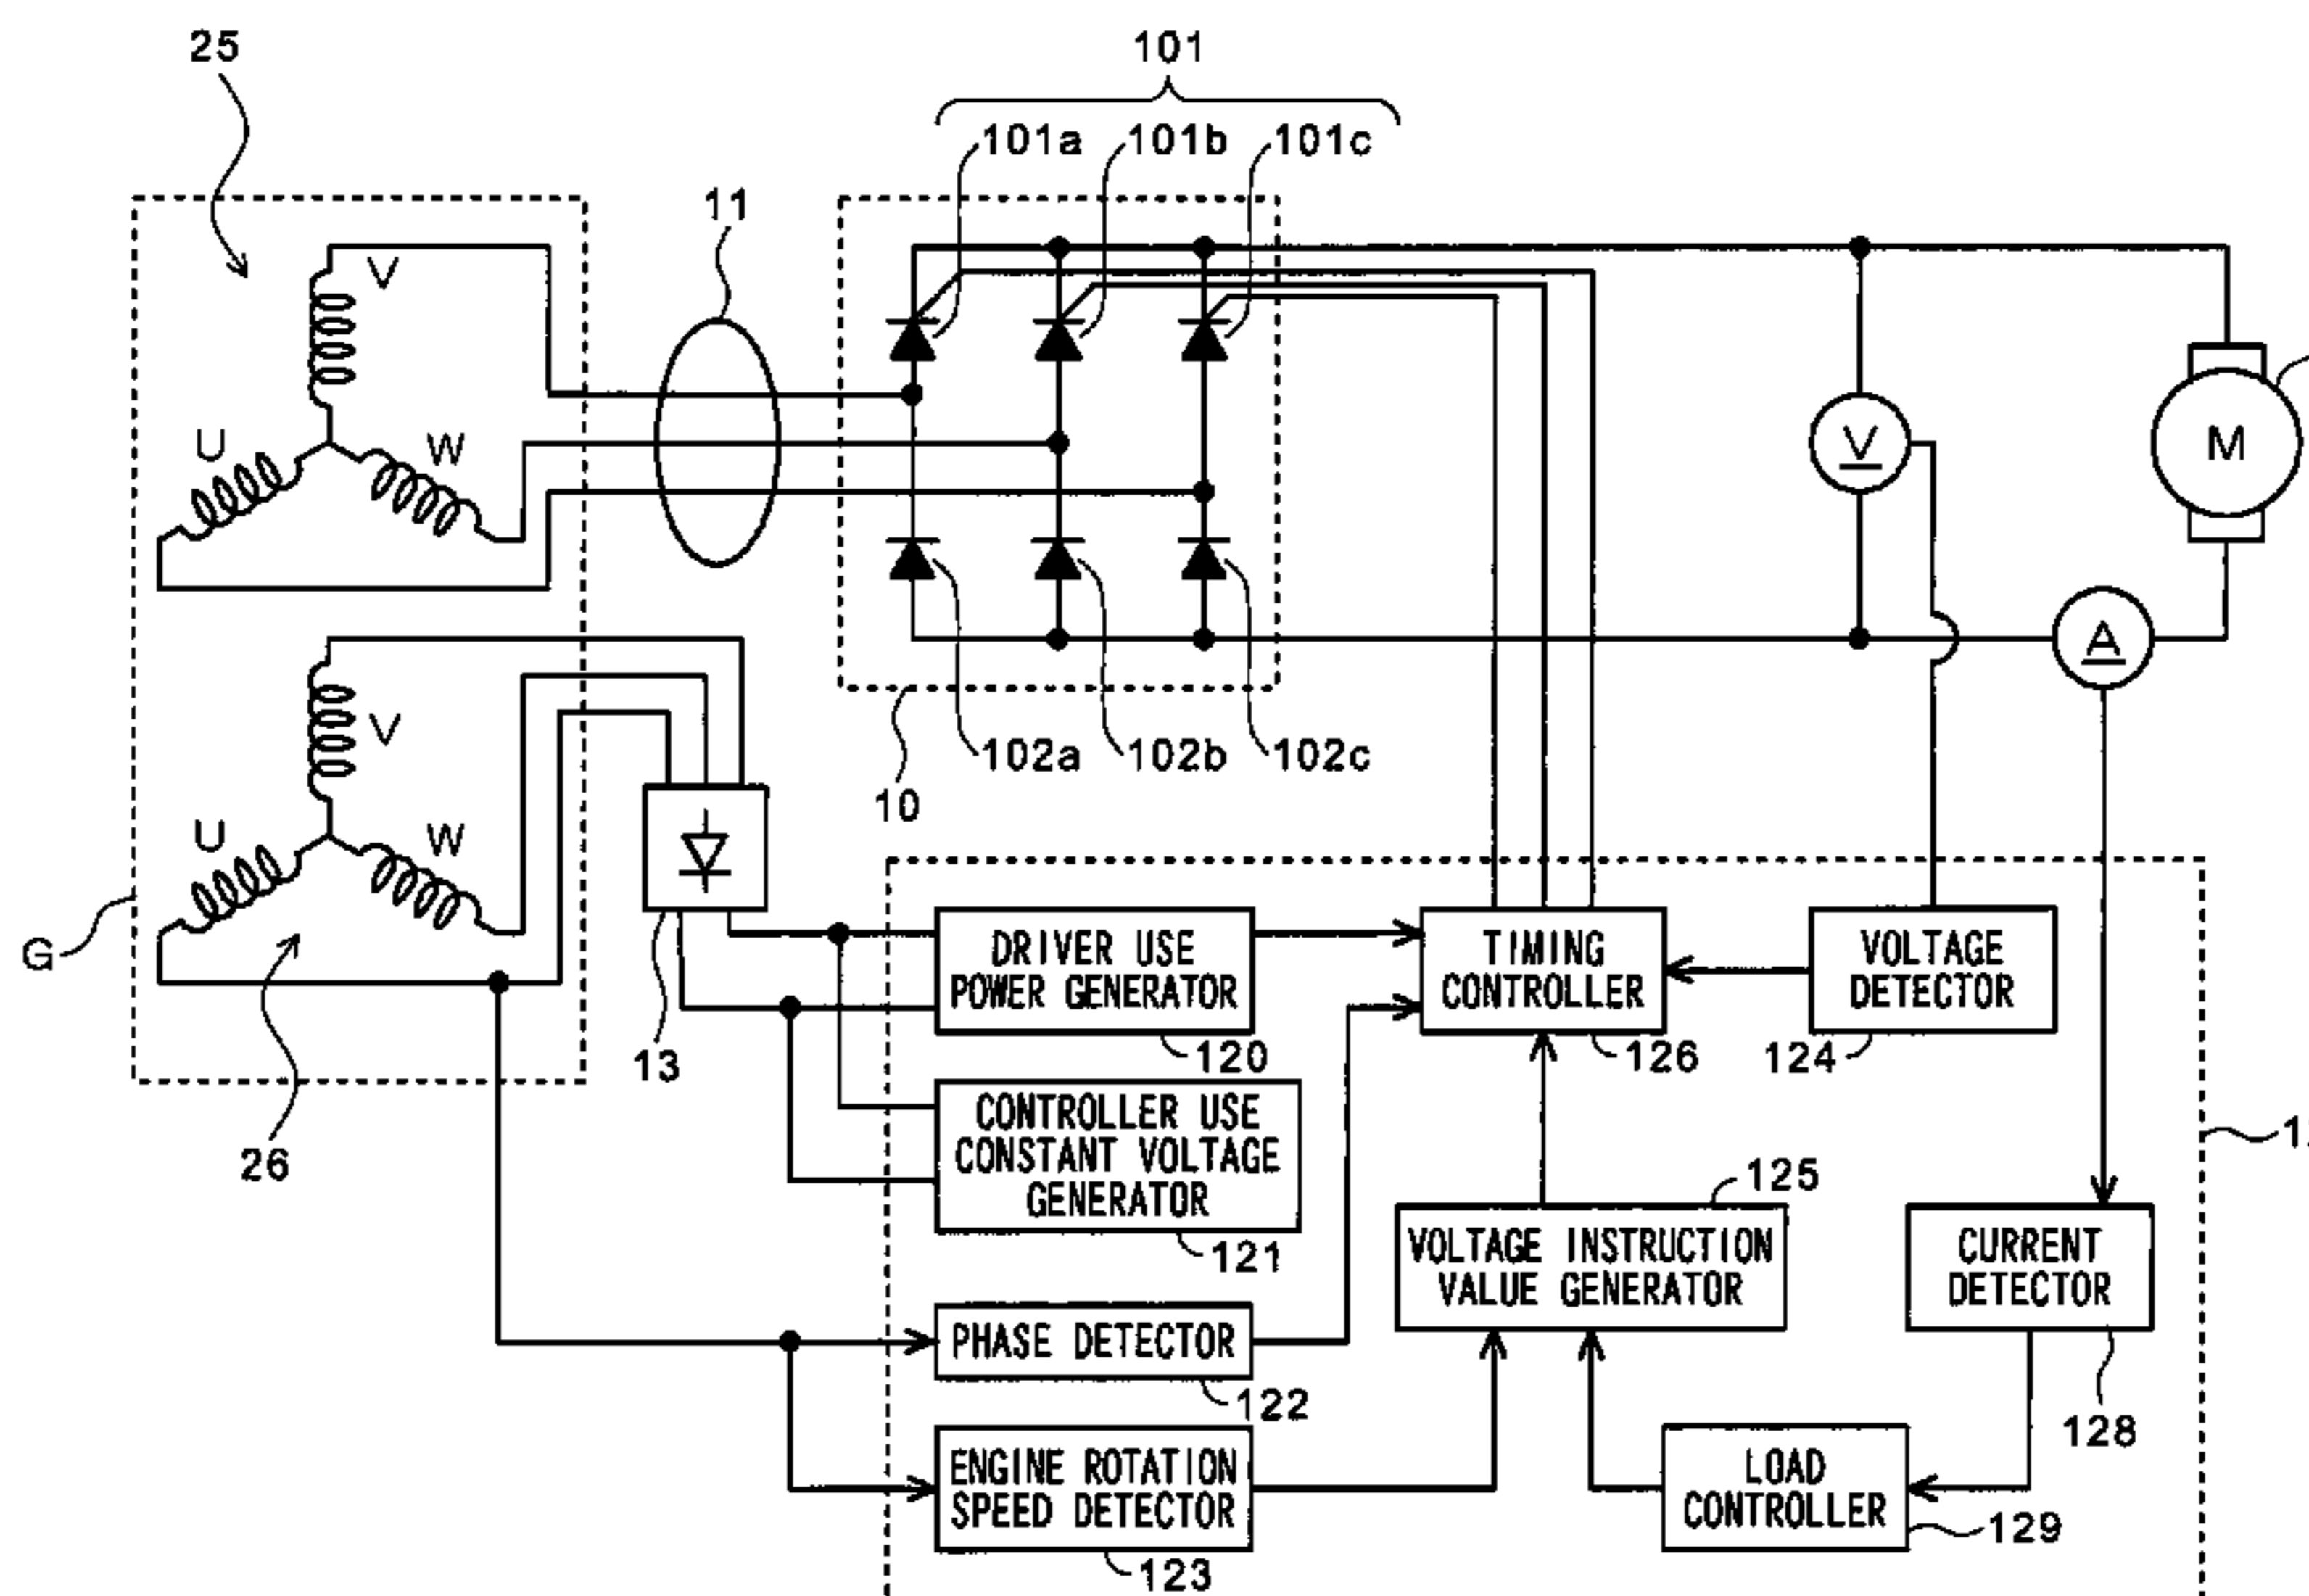 25
101
101a
101b
101c
11
V
U
W
V
M
A
V
U
W
102a
102b
102c
10
G
13
26
DRIVER USE
POWER GENERATOR
120
TIMING
CONTROLLER
126
VOLTAGE
DETECTOR
124
CONTROLLER USE
CONSTANT VOLTAGE
GENERATOR
121
125
VOLTAGE INSTRUCTION
VALUE GENERATOR
CURRENT
DETECTOR
128
PHASE DETECTOR
122
ENGINE ROTATION
SPEED DETECTOR
123
LOAD
CONTROLLER
129